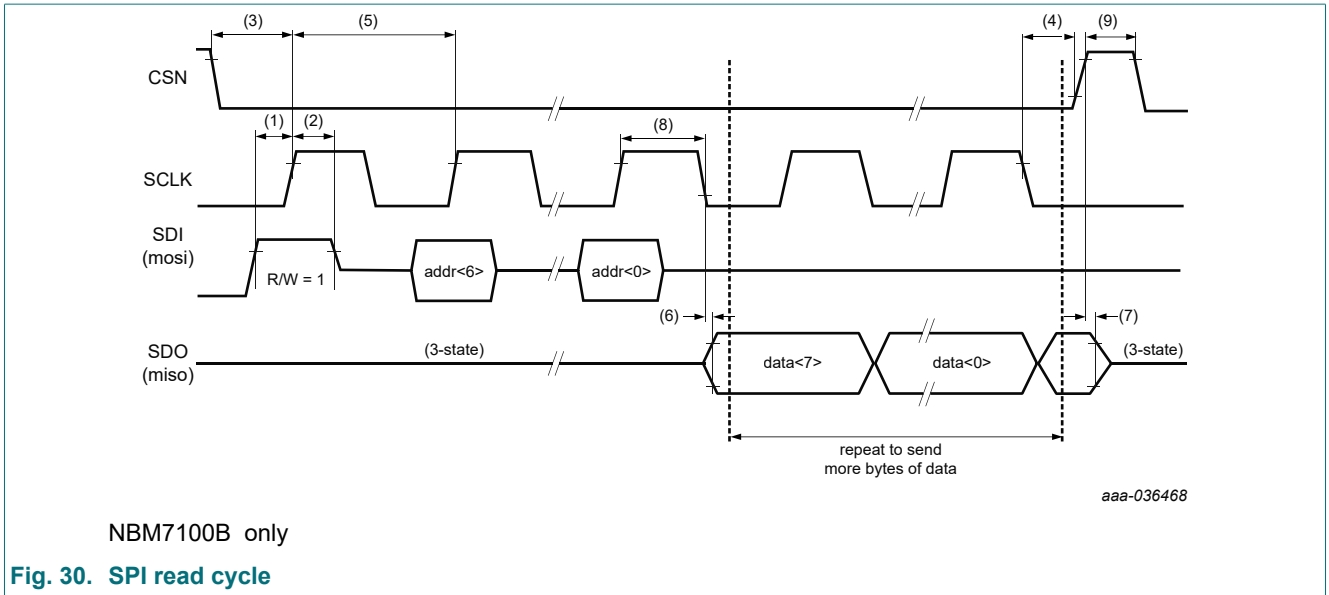 (3)
(5)
(4)
(9)
CSN
(1)
(2)
(8)
SCLK
SDI
(mosi)
R/W = 1
addr<6>
addr<0>
(6)
(7)
SDO
(miso)
(3-state)
data<7>
data<0>
(3-state)
repeat to send
more bytes of data
aaa-036468
NBM7100B only
Fig. 30. SPI read cycle